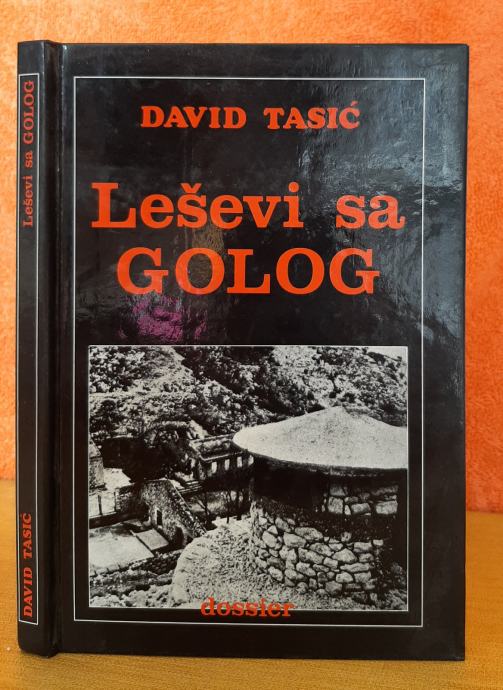 DAVID TASIĆ
Leševi sa
GOLOG
dossier
DAVID TASIĆ
Leševi sa GOLOG